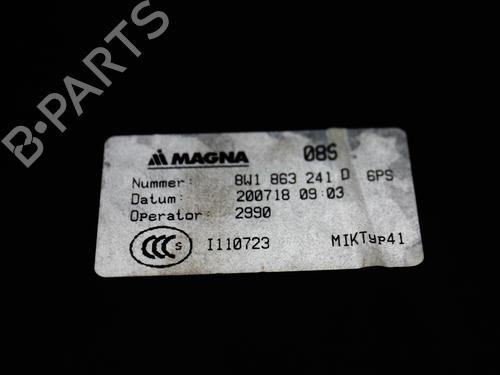 MAGNA 08S
Nummer: 8W1 863 241 D 6PS
Datum: 200718 09:03
Operator: 2990
CCC S I110723 MIKTyp41
B-PARTS